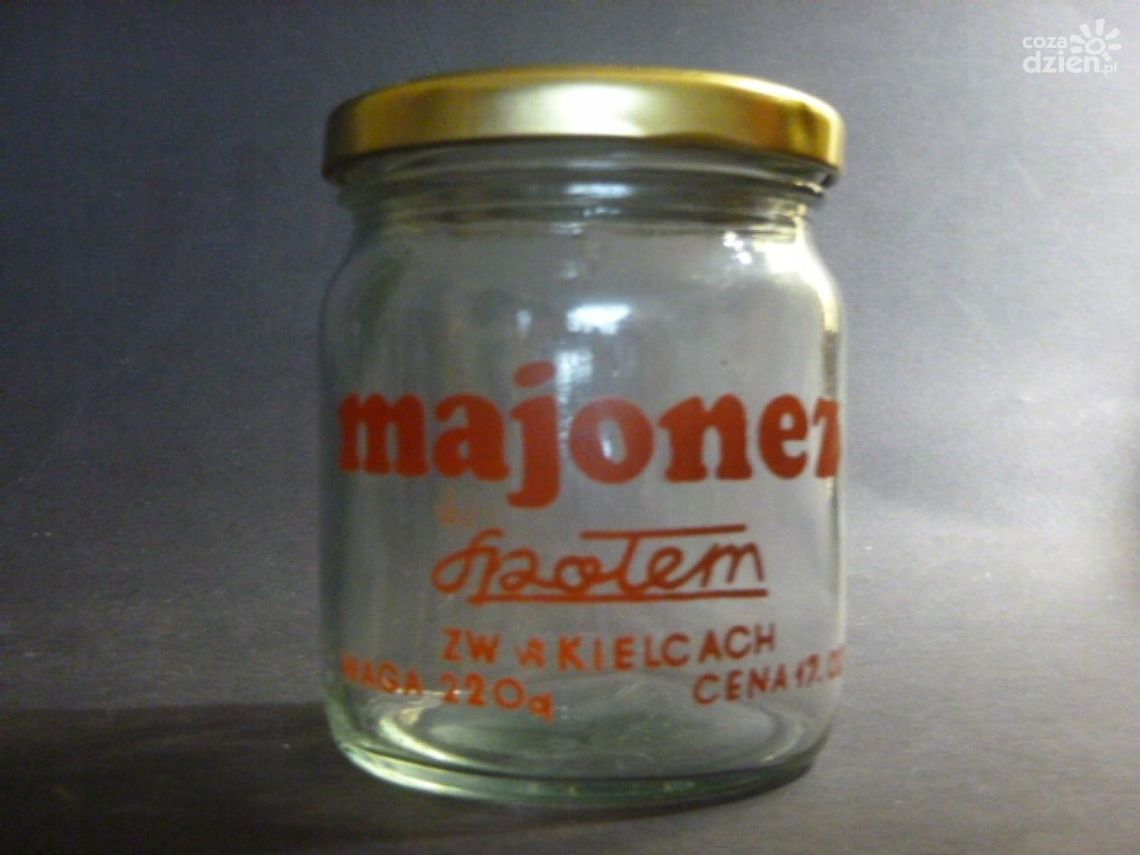 coza
dzien.pl
majonez
Społem
ZW w KIELCACH
WAGA 220g CENA 17.00